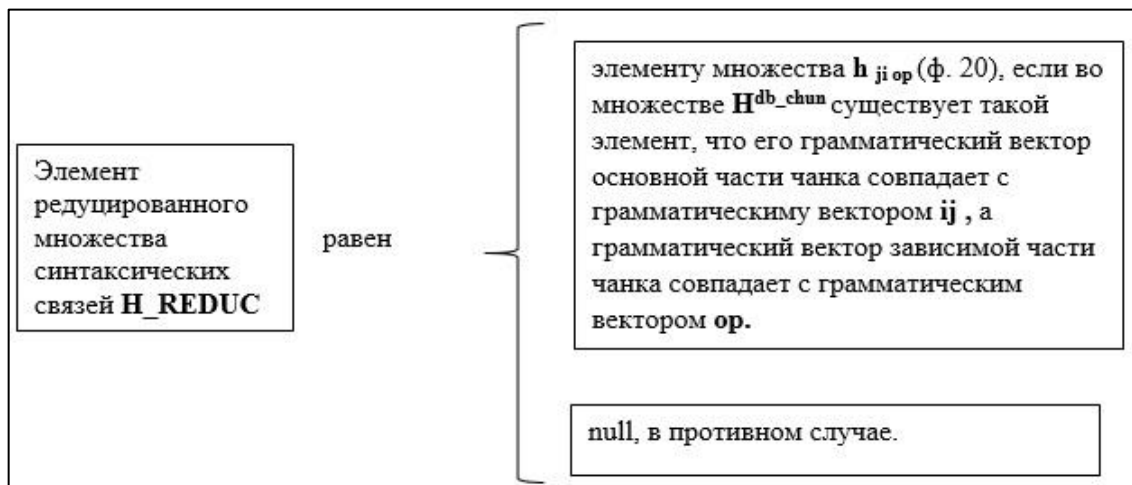 Элемент
редуцированного
множества
синтаксических
связей H_REDUC
равен
элементу множества h ji op (ф. 20), если во
множестве H^db_chun существует такой
элемент, что его грамматический вектор
основной части чанка совпадает с
грамматическиму вектором ij , а
грамматический вектор зависимой части
чанка совпадает с грамматическим
вектором op.
null, в противном случае.